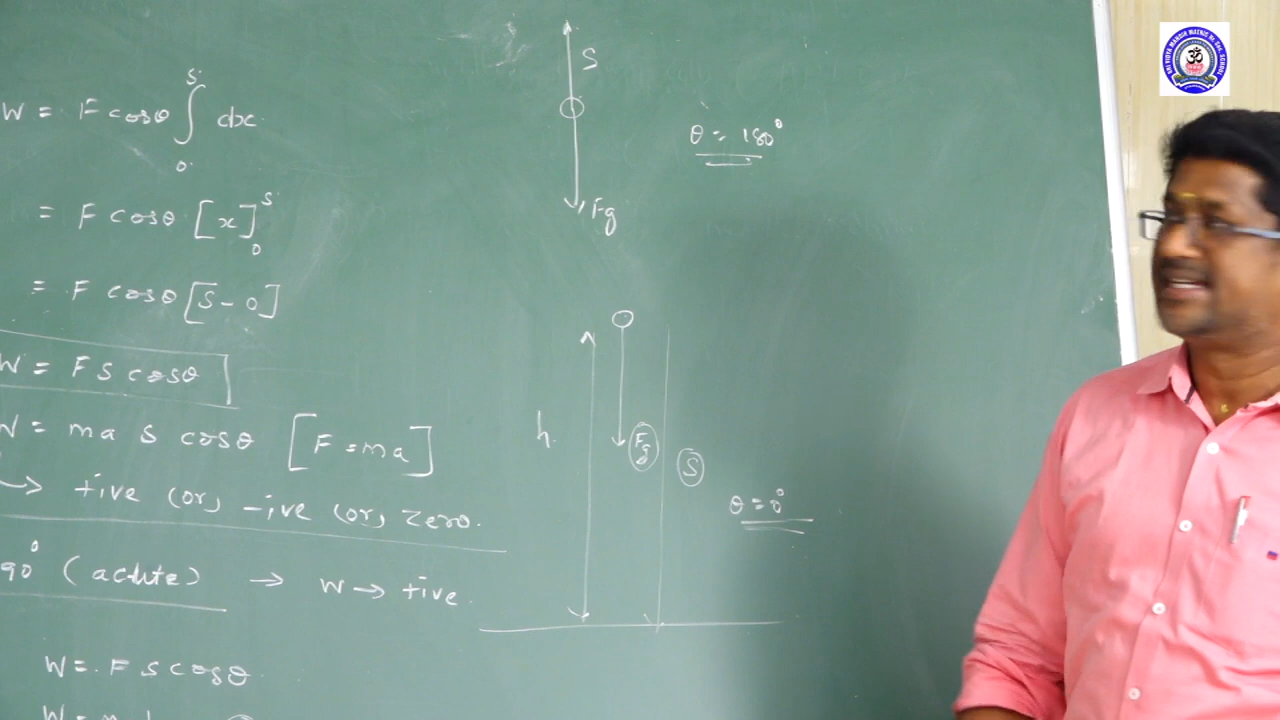 W = F cosθ ∫₀ˢ dx
= F cosθ [x]₀ˢ
= F cosθ [s - 0]
W = F s cosθ
W = ma s cosθ [F = ma]
→ +ive (or) -ive (or) zero.
90° (acute) → W → +ive.
W = F s cosθ
S
Fg
θ = 180°
h
Fg
S
θ = 0°
ॐ